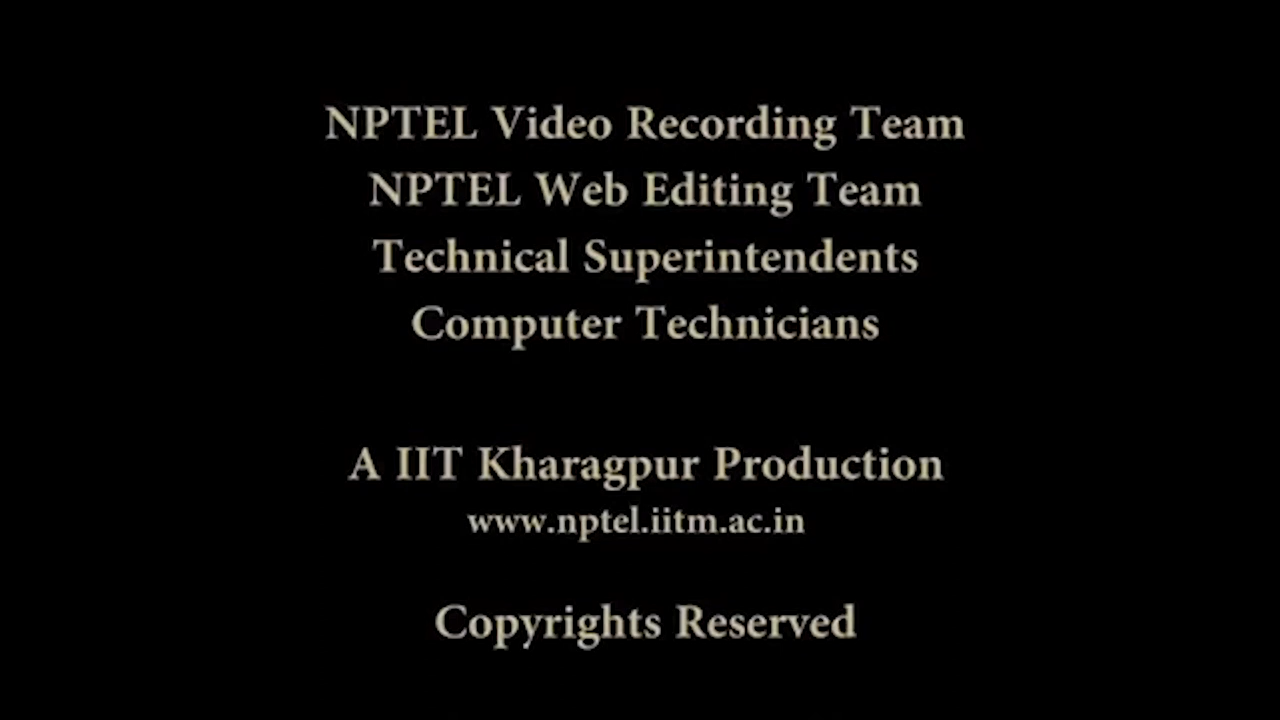 NPTEL Video Recording Team
NPTEL Web Editing Team
Technical Superintendents
Computer Technicians
A IIT Kharagpur Production
www.nptel.iitm.ac.in
Copyrights Reserved